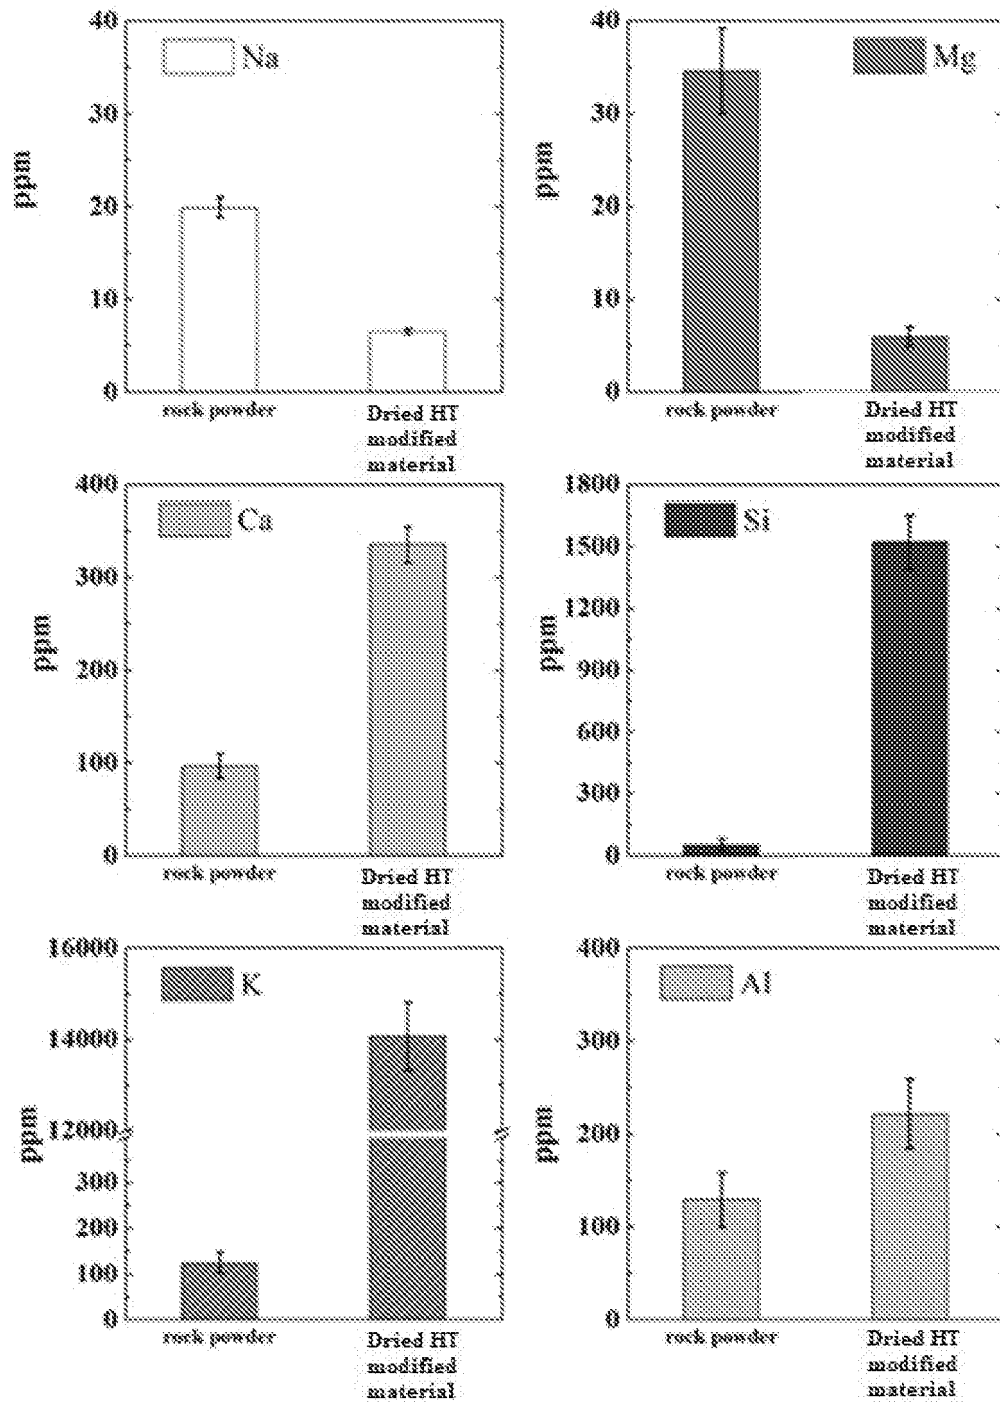 40
30
20
10
0
ppm
Na
rock powder
Dried HT
modified
material
40
30
20
10
0
ppm
Mg
rock powder
Dried HT
modified
material
400
300
200
100
0
ppm
Ca
rock powder
Dried HT
modified
material
1800
1500
1200
900
600
300
0
ppm
Si
rock powder
Dried HT
modified
material
16000
14000
12000
300
200
100
0
ppm
K
rock powder
Dried HT
modified
material
400
300
200
100
0
ppm
Al
rock powder
Dried HT
modified
material